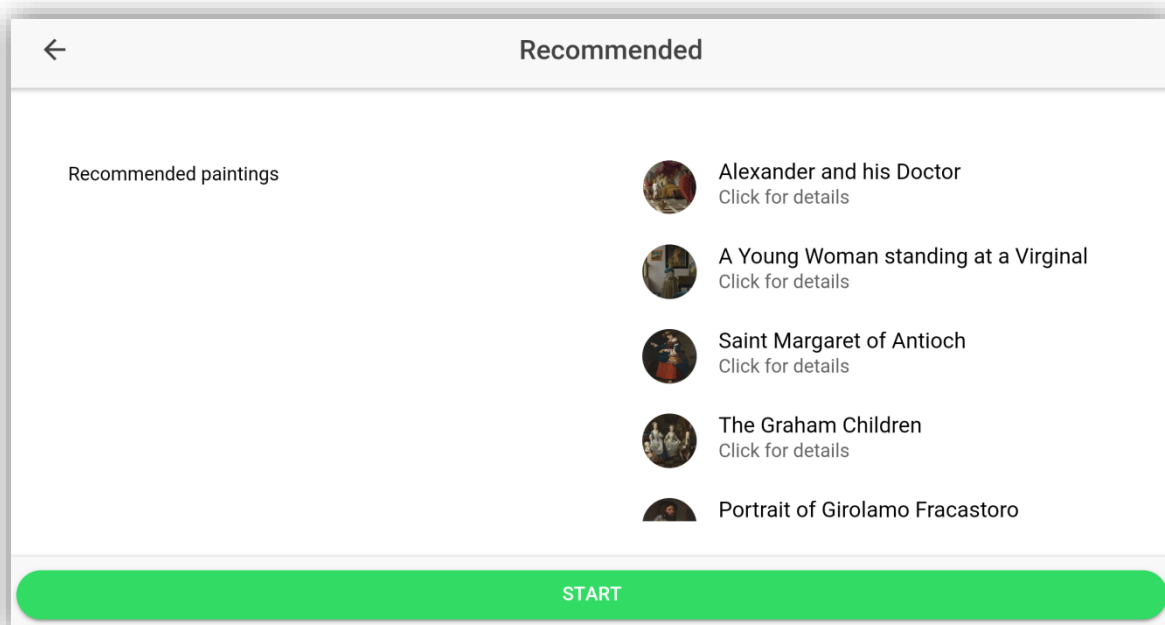 Recommended
Recommended paintings
Alexander and his Doctor
Click for details
A Young Woman standing at a Virginal
Click for details
Saint Margaret of Antioch
Click for details
The Graham Children
Click for details
Portrait of Girolamo Fracastoro
START